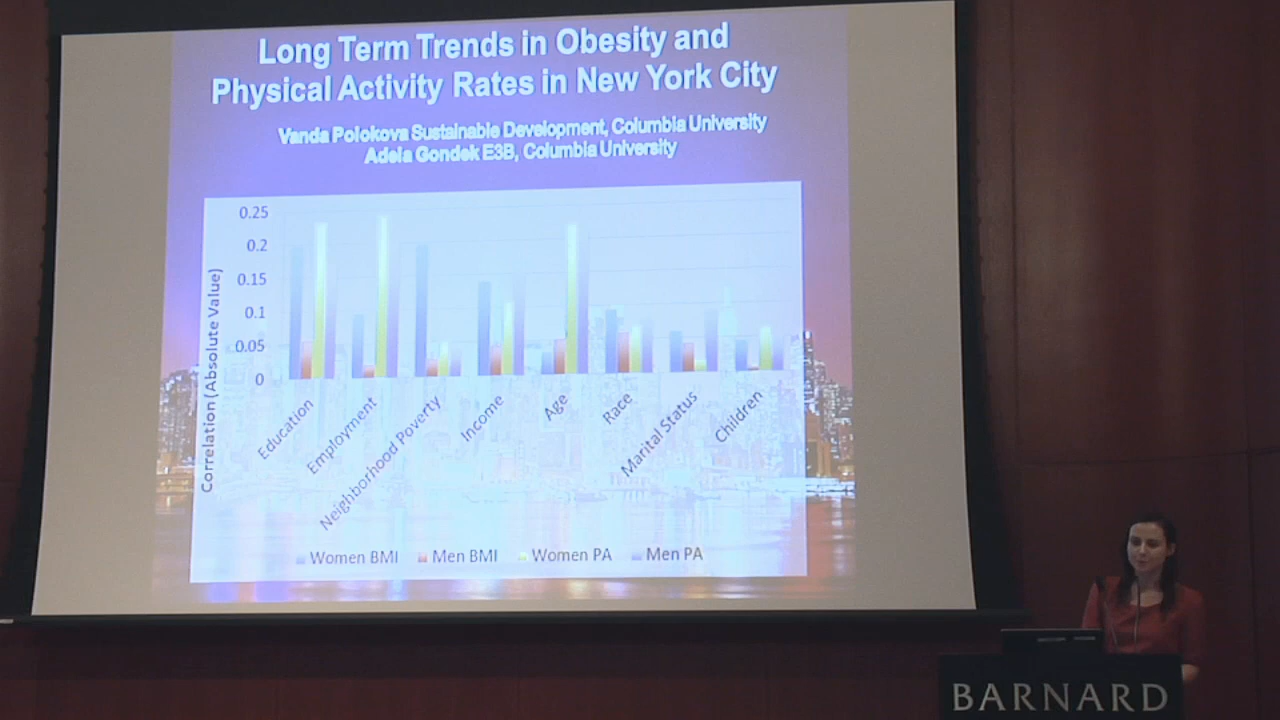 Long Term Trends in Obesity and
Physical Activity Rates in New York City
Vanda Polokova Sustainable Development, Columbia University
Adela Gondek E3B, Columbia University
Correlation (Absolute Value)
0.25
0.2
0.15
0.1
0.05
0
Education
Employment
Neighborhood Poverty
Income
Age
Race
Marital Status
Children
Women BMI Men BMI Women PA Men PA
BARNARD